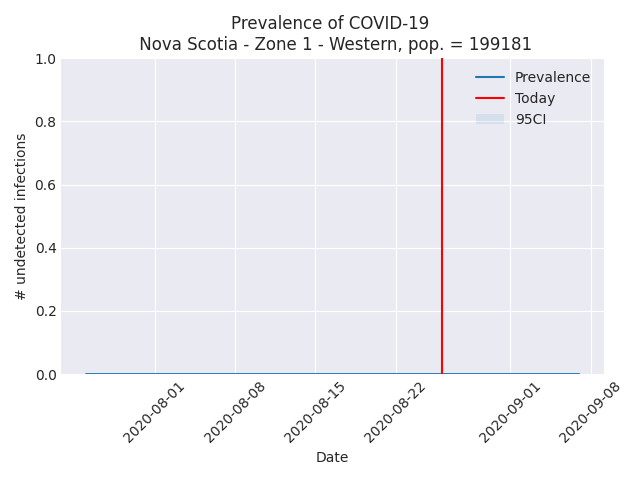 Prevalence of COVID-19
Nova Scotia - Zone 1 - Western, pop. = 199181
1.0
0.8
0.6
0.4
0.2
0.0
# undetected infections
Prevalence
Today
95CI
2020-08-01
2020-08-08
2020-08-15
2020-08-22
2020-09-01
2020-09-08
Date